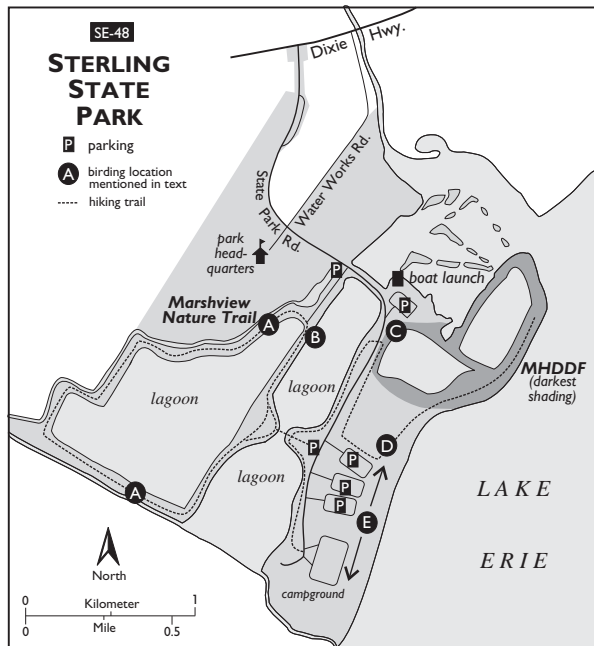 SE-48
STERLING
STATE
PARK
P parking
A birding location
mentioned in text
hiking trail
Dixie Hwy.
State Park Rd.
Water Works Rd.
park
head-
quarters
P
boat launch
P
Marshview
Nature Trail
A
B
C
MHDDF
(darkest
shading)
lagoon
lagoon
lagoon
P
D
P
P
P
E
A
LAKE
ERIE
campground
North
0 Kilometer 1
0 Mile 0.5